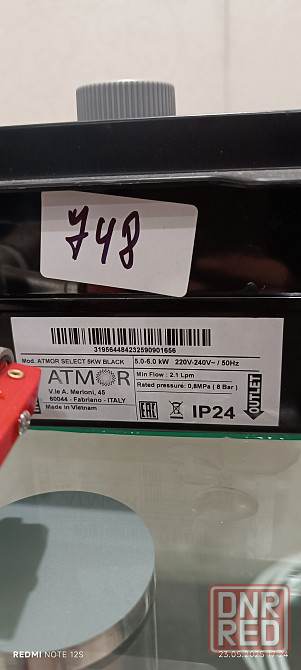 748
319564484232590901656
Mod. ATMOR SELECT 5KW BLACK
5.0-6.0 kW 220V-240V~ / 50Hz
ATMOR
Min Flow : 2.1 Lpm
Rated pressure: 0,8MPa ( 8 Bar )
V.le A. Merloni, 45
60044 - Fabriano - ITALY
Made in Vietnam
EAC
IP24
OUTLET
REDMI NOTE 12S
DNR
RED